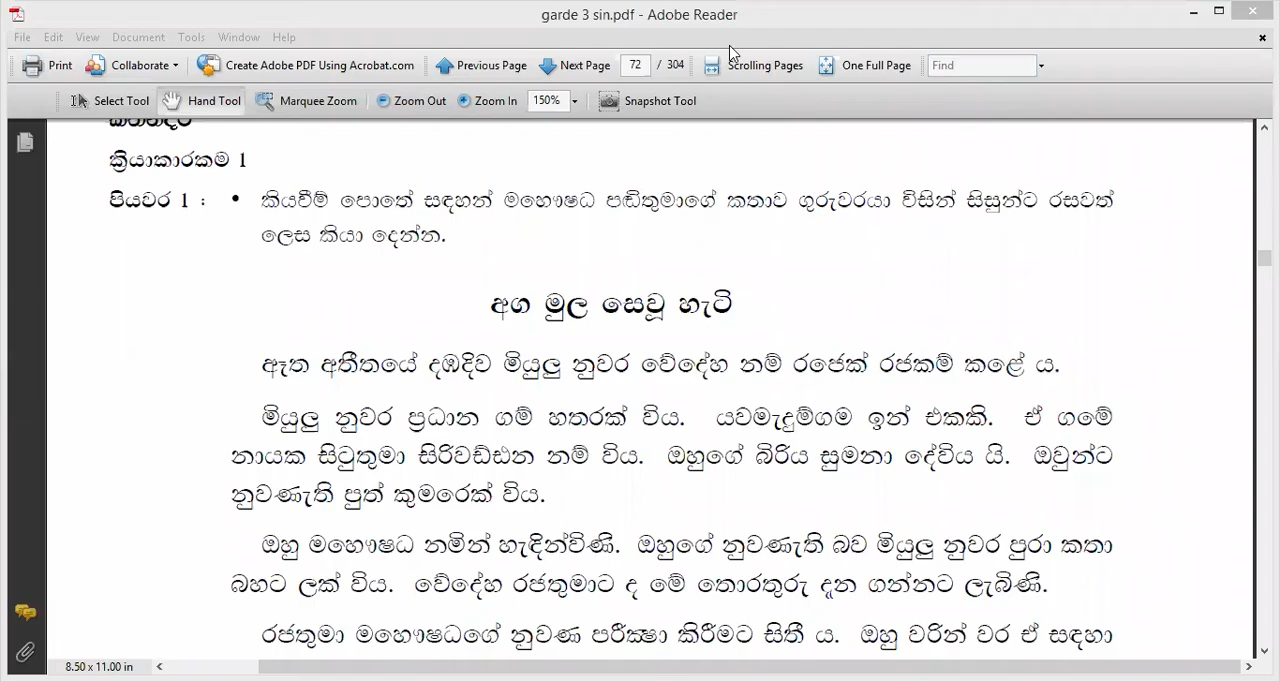 garde 3 sin.pdf - Adobe Reader
File Edit View Document Tools Window Help
Print Collaborate Create Adobe PDF Using Acrobat.com Previous Page Next Page 72 / 304 Scrolling Pages One Full Page Find
Select Tool Hand Tool Marquee Zoom Zoom Out Zoom In 150% Snapshot Tool
ක්‍රියාකාරකම 1
පියවර 1 : • කියවීම් පොතේ සඳහන් මහෞෂධ පඬිතුමාගේ කතාව ගුරුවරයා විසින් සිසුන්ට රසවත්
ලෙස කියා දෙන්න.
අග මුල සෙවූ හැටි
ඈත අතීතයේ දඹදිව මියුලු නුවර වේදේහ නම් රජෙක් රජකම් කළේ ය.
මියුලු නුවර ප්‍රධාන ගම් හතරක් විය. යවමැදුම්ගම ඉන් එකකි. ඒ ගමේ
නායක සිටුතුමා සිරිවඩ්ඪන නම් විය. ඔහුගේ බිරිය සුමනා දේවිය යි. ඔවුන්ට
නුවණැති පුත් කුමරෙක් විය.
ඔහු මහෞෂධ නමින් හැඳින්විණි. ඔහුගේ නුවණැති බව මියුලු නුවර පුරා කතා
බහට ලක් විය. වේදේහ රජතුමාට ද මේ තොරතුරු දැන ගන්නට ලැබිණි.
රජතුමා මහෞෂධගේ නුවණ පරීක්‍ෂා කිරීමට සිතී ය. ඔහු වරින් වර ඒ සඳහා
8.50 x 11.00 in